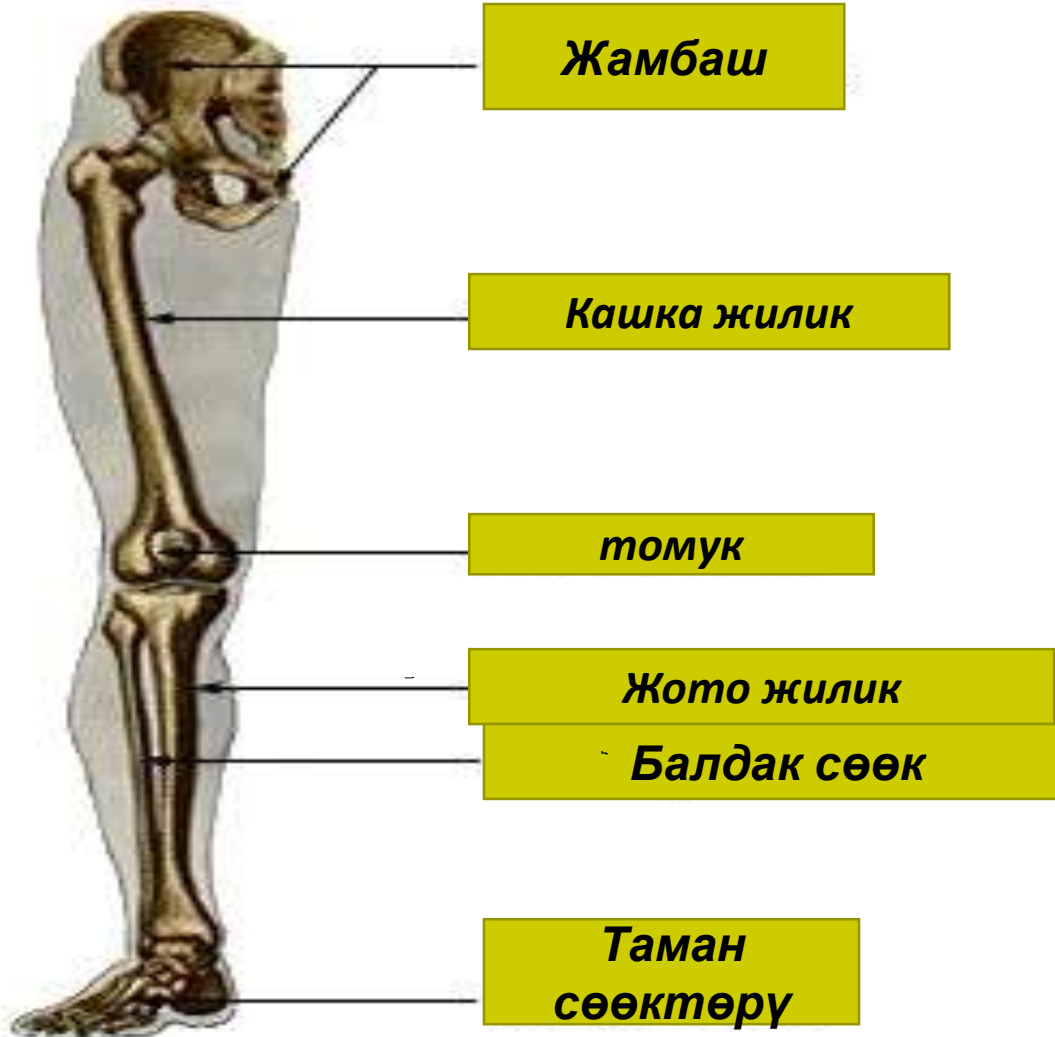 Жамбаш
Кашка жилик
томук
Жото жилик
Балдак сөөк
Таман
сөөктөрү